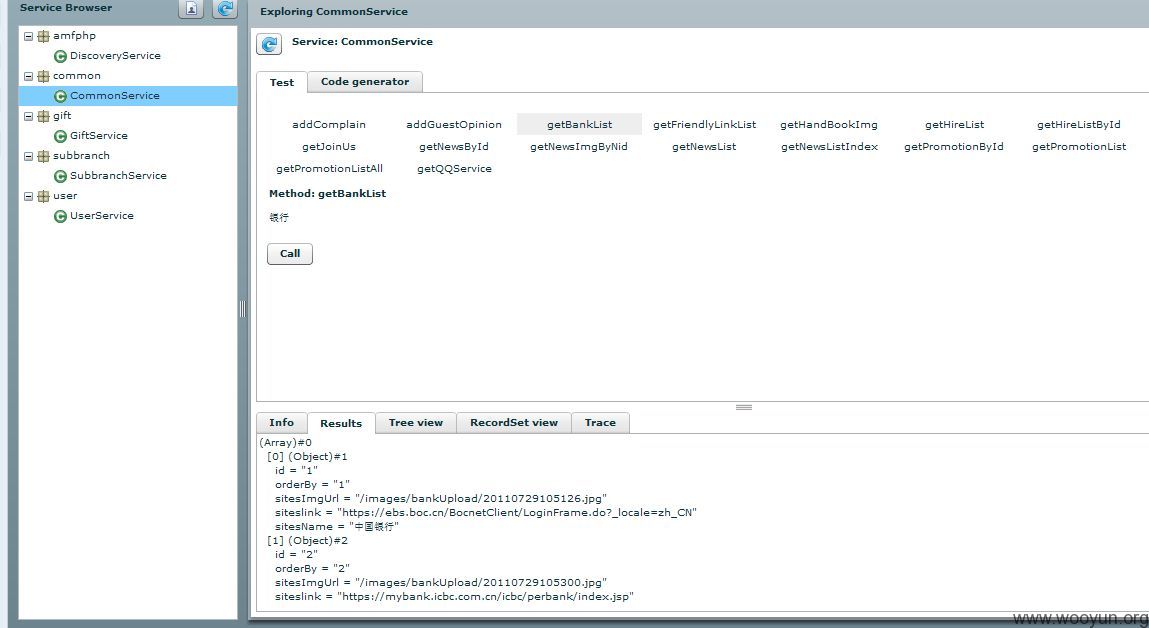 Service Browser
Exploring CommonService
amfphp
DiscoveryService
common
CommonService
gift
GiftService
subbranch
SubbranchService
user
UserService
Service: CommonService
Test
Code generator
addComplain addGuestOpinion getBankList getFriendlyLinkList getHandBookImg getHireList getHireListById
getJoinUs getNewsById getNewsImgByNid getNewsList getNewsListIndex getPromotionById getPromotionList
getPromotionListAll getQQService
Method: getBankList
银行
Call
Info Results Tree view RecordSet view Trace
(Array)#0
[0] (Object)#1
id = "1"
orderBy = "1"
sitesImgUrl = "/images/bankUpload/20110729105126.jpg"
siteslink = "https://ebs.boc.cn/BocnetClient/LoginFrame.do?_locale=zh_CN"
sitesName = "中国银行"
[1] (Object)#2
id = "2"
orderBy = "2"
sitesImgUrl = "/images/bankUpload/20110729105300.jpg"
siteslink = "https://mybank.icbc.com.cn/icbc/perbank/index.jsp"
www.wooyun.org